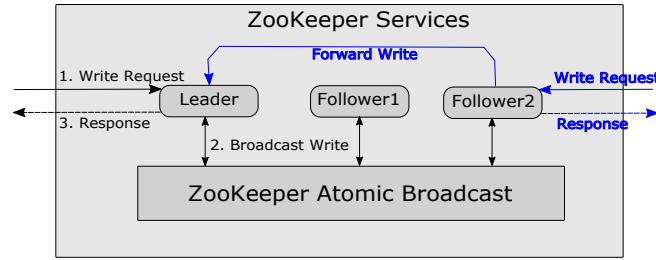 ZooKeeper Services
Forward Write
1. Write Request
Write Request
Leader
Follower1
Follower2
3. Response
Response
2. Broadcast Write
ZooKeeper Atomic Broadcast